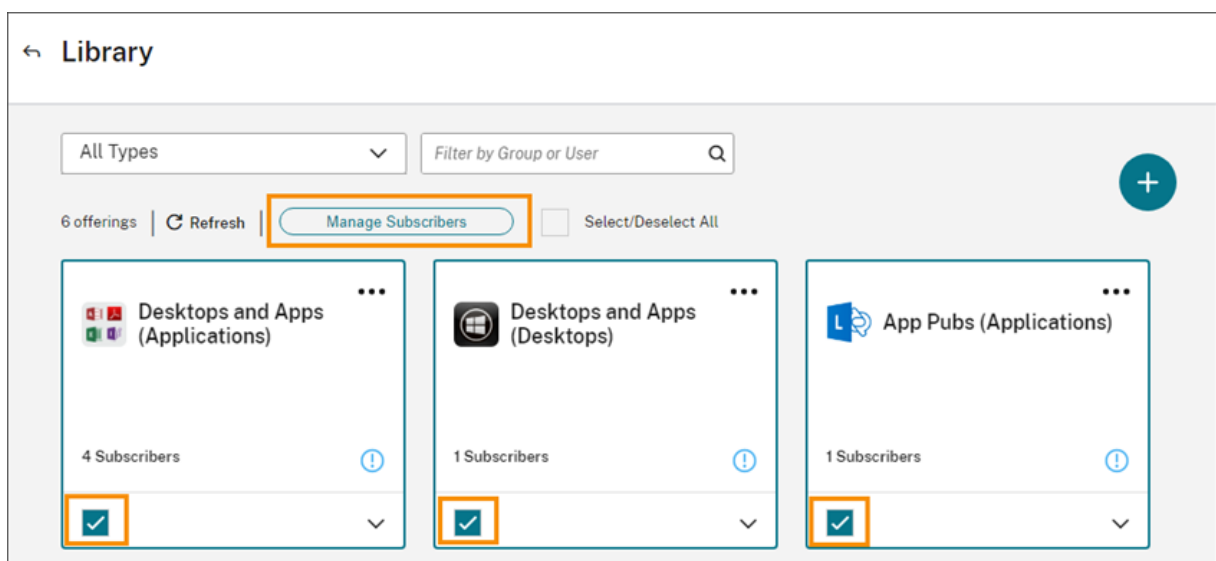 Library
All Types
Filter by Group or User
6 offerings
Refresh
Manage Subscribers
Select/Deselect All
Desktops and Apps
(Applications)
4 Subscribers
Desktops and Apps
(Desktops)
1 Subscribers
L
App Pubs (Applications)
1 Subscribers